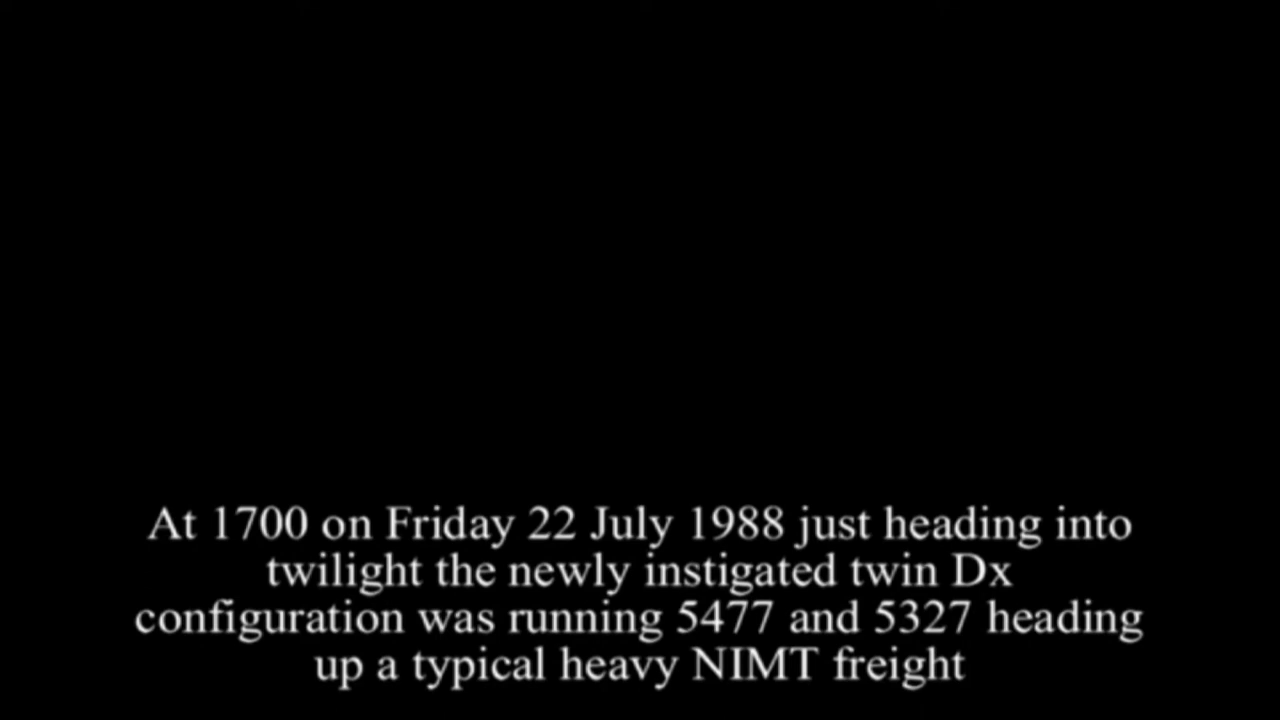 At 1700 on Friday 22 July 1988 just heading into
twilight the newly instigated twin Dx
configuration was running 5477 and 5327 heading
up a typical heavy NIMT freight